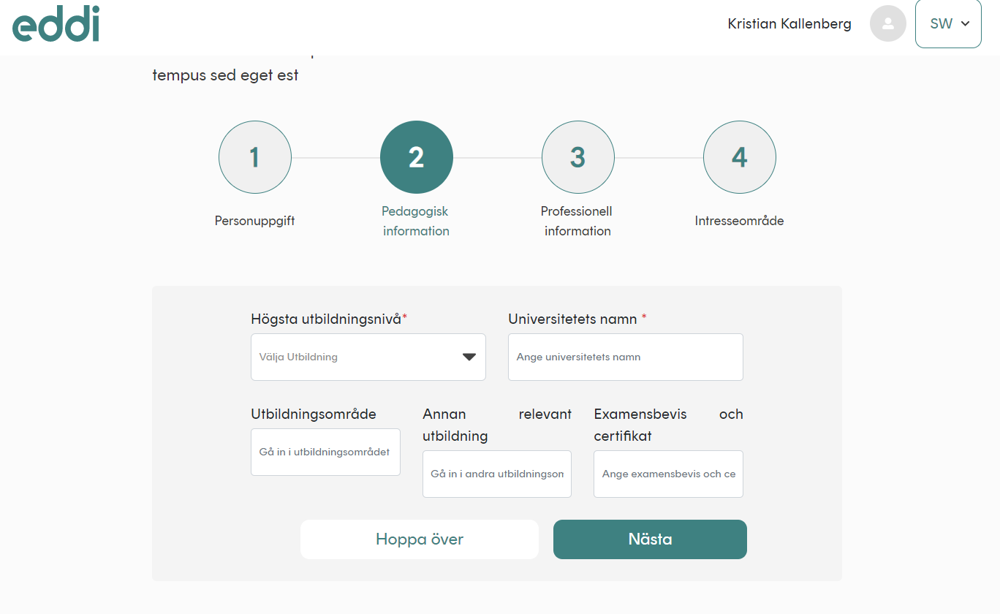 eddi
Kristian Kallenberg
SW
tempus sed eget est
1
2
3
4
Personuppgift
Pedagogisk
information
Professionell
information
Intresseområde
Högsta utbildningsnivå*
Universitetets namn *
Välja Utbildning
Ange universitetets namn
Utbildningsområde
Annan relevant
utbildning
Examensbevis och
certifikat
Gå in i utbildningsområdet
Gå in i andra utbildningsom
Ange examensbevis och ce
Hoppa över
Nästa